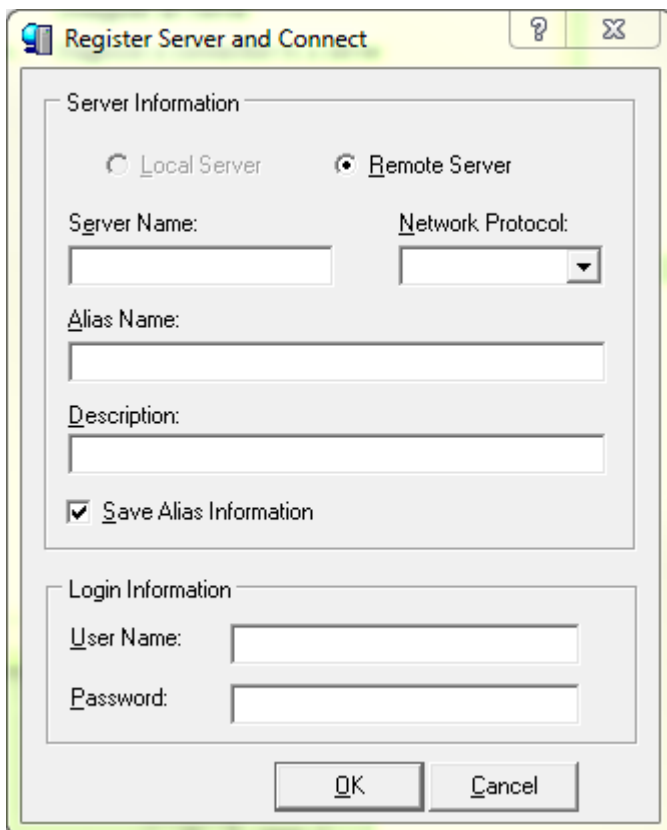 Register Server and Connect
Server Information
Local Server Remote Server
Server Name: Network Protocol:
Alias Name:
Description:
Save Alias Information
Login Information
User Name:
Password:
OK Cancel